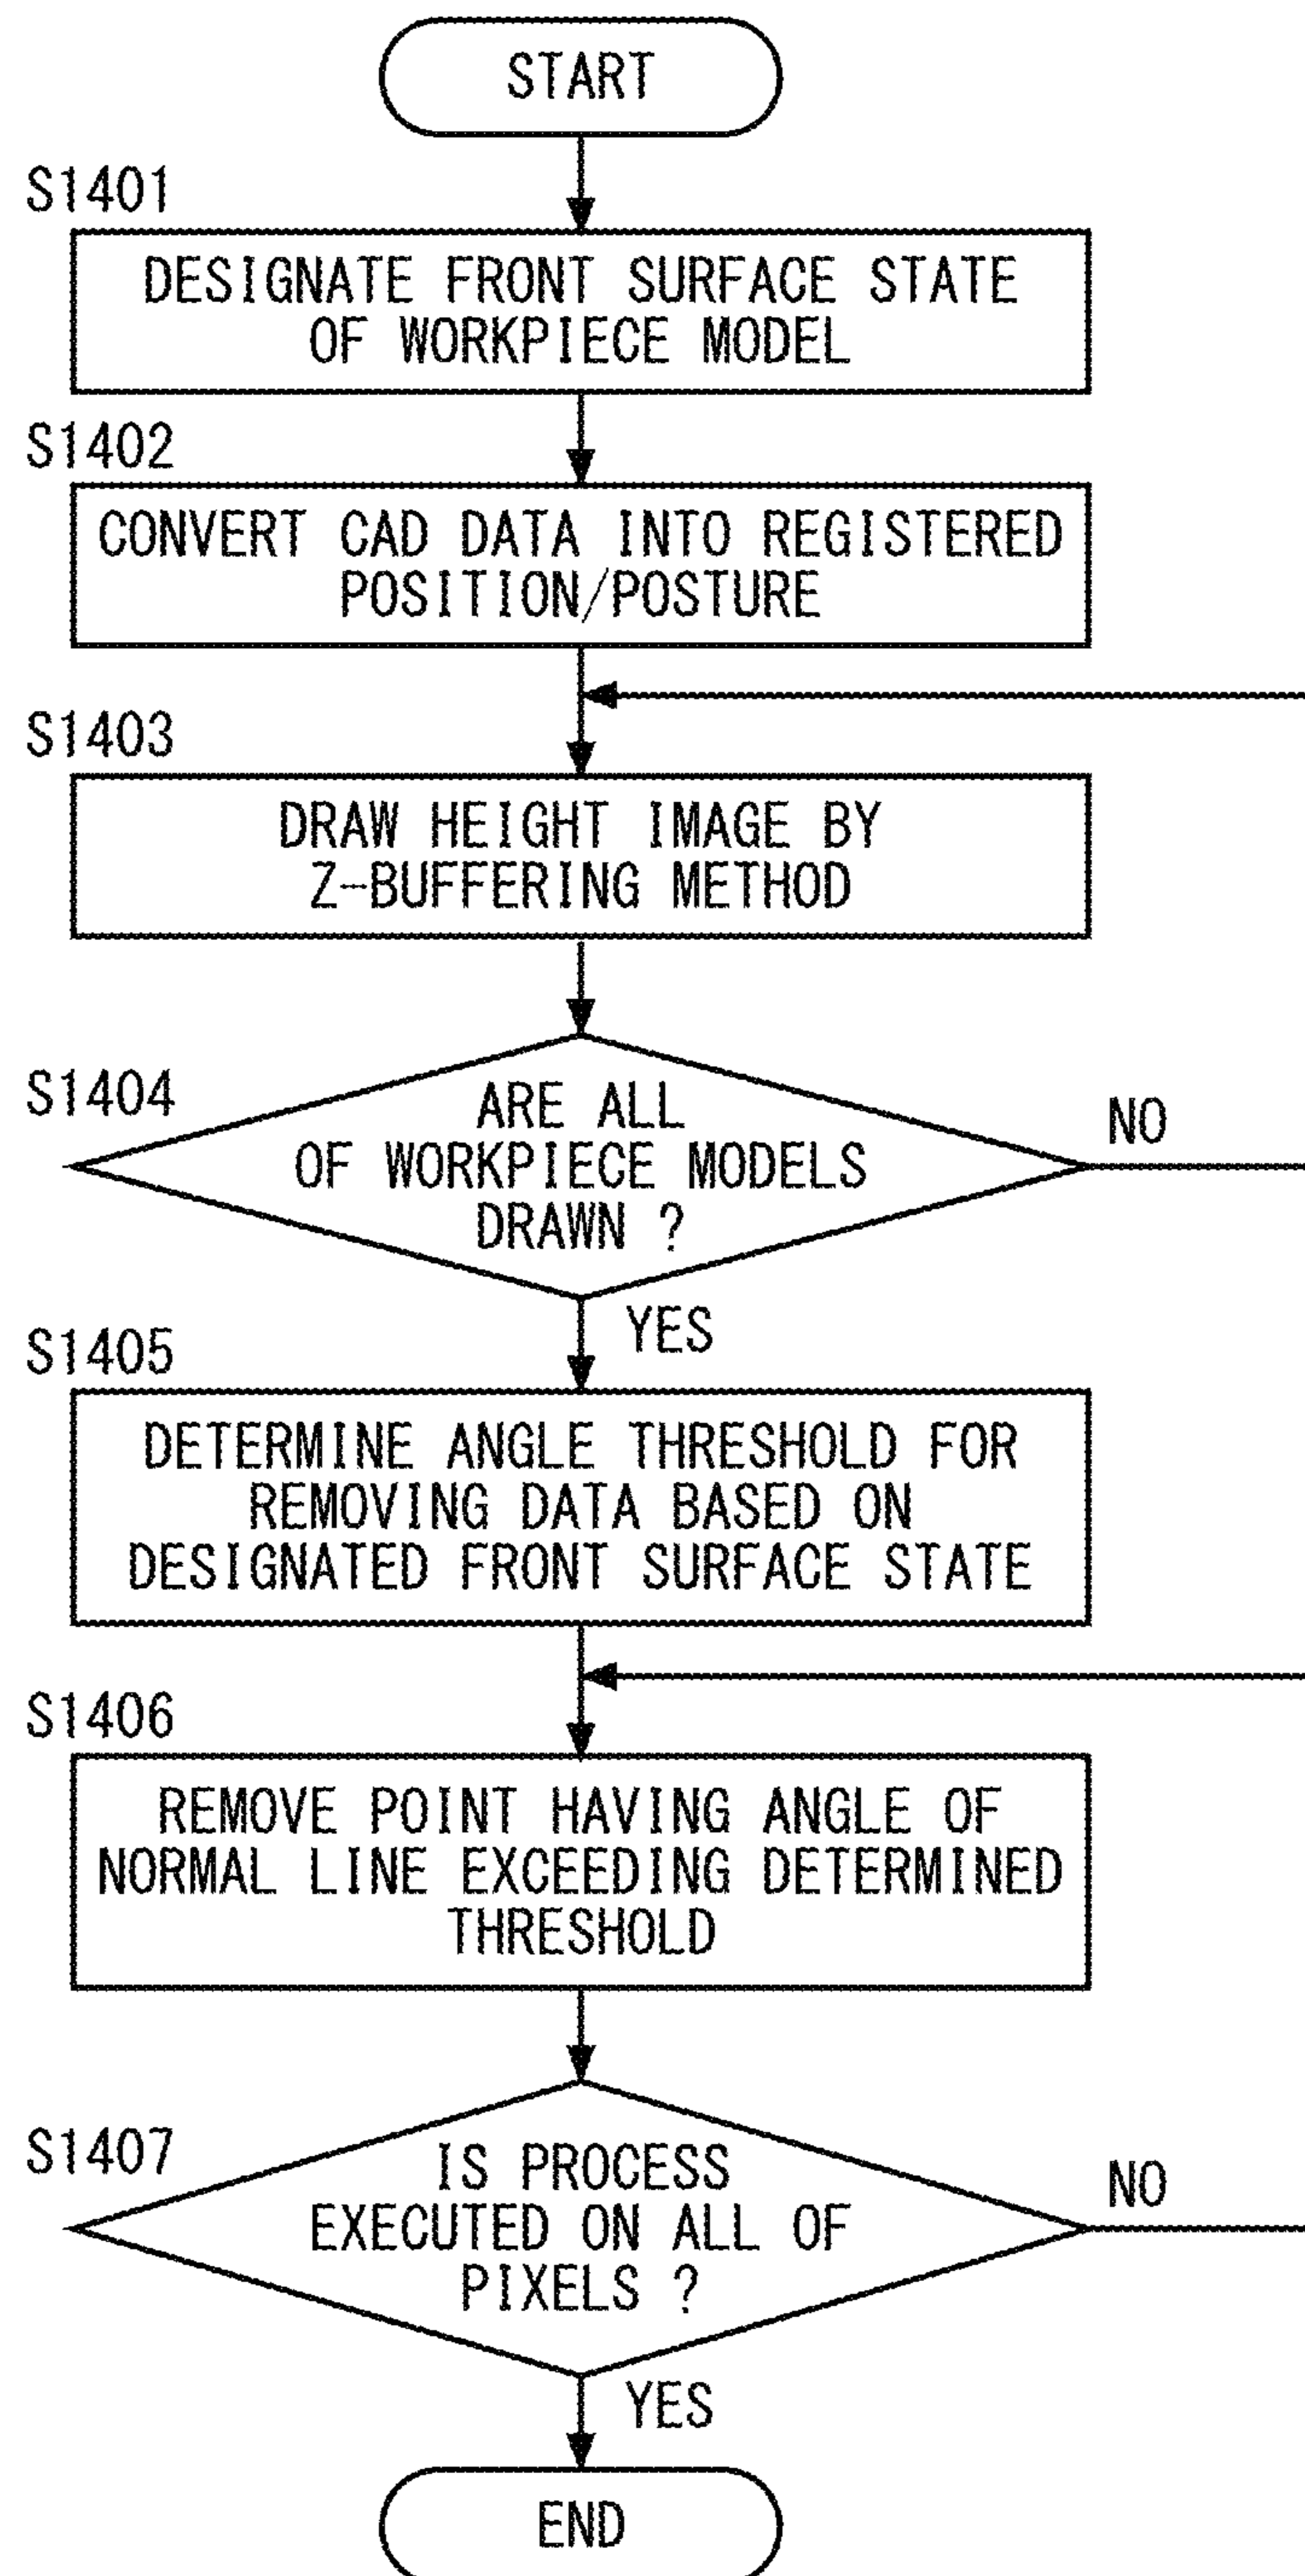 START
S1401
DESIGNATE FRONT SURFACE STATE
OF WORKPIECE MODEL
S1402
CONVERT CAD DATA INTO REGISTERED
POSITION/POSTURE
S1403
DRAW HEIGHT IMAGE BY
Z-BUFFERING METHOD
S1404
ARE ALL
OF WORKPIECE MODELS
DRAWN ?
NO
YES
S1405
DETERMINE ANGLE THRESHOLD FOR
REMOVING DATA BASED ON
DESIGNATED FRONT SURFACE STATE
S1406
REMOVE POINT HAVING ANGLE OF
NORMAL LINE EXCEEDING DETERMINED
THRESHOLD
S1407
IS PROCESS
EXECUTED ON ALL OF
PIXELS ?
NO
YES
END